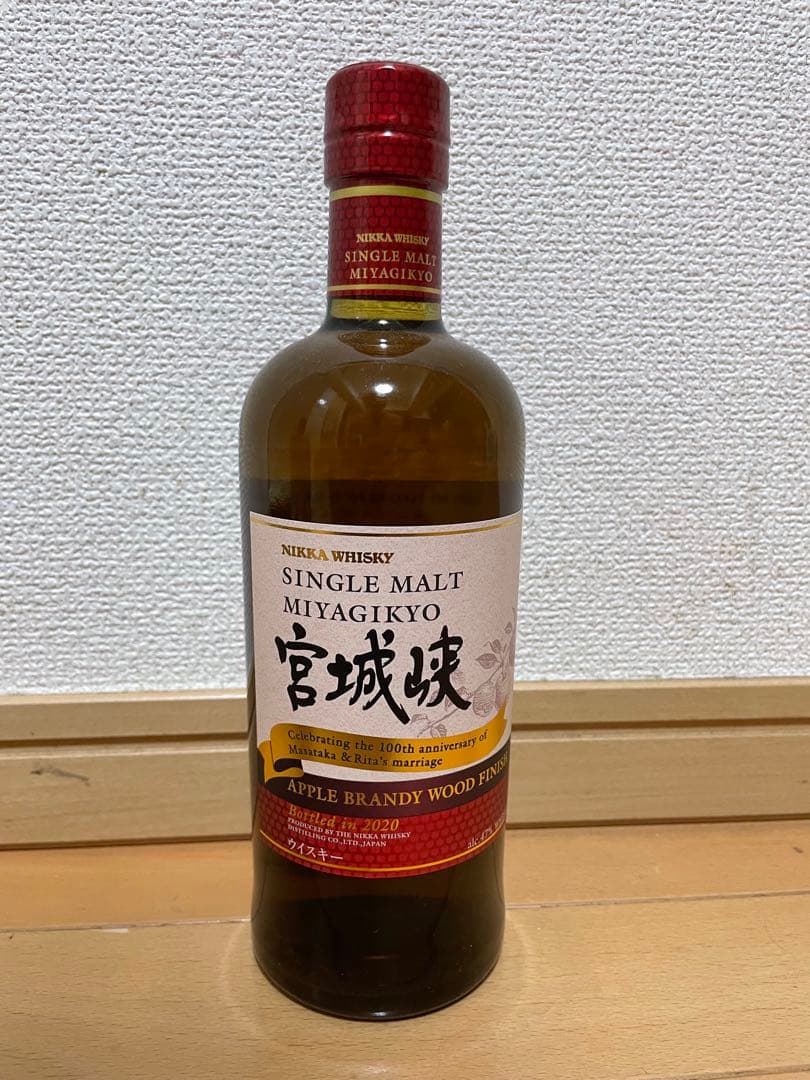 NIKKA WHISKY
SINGLE MALT
MIYAGIKYO
NIKKA WHISKY
SINGLE MALT
MIYAGIKYO
宮城峡
Celebrating the 100th anniversary of
Masataka & Rita's marriage
APPLE BRANDY WOOD FINISH
Bottled in 2020
PRODUCED BY THE NIKKA WHISKY
DISTILLING CO.,LTD.,JAPAN
ウイスキー
alc 47%